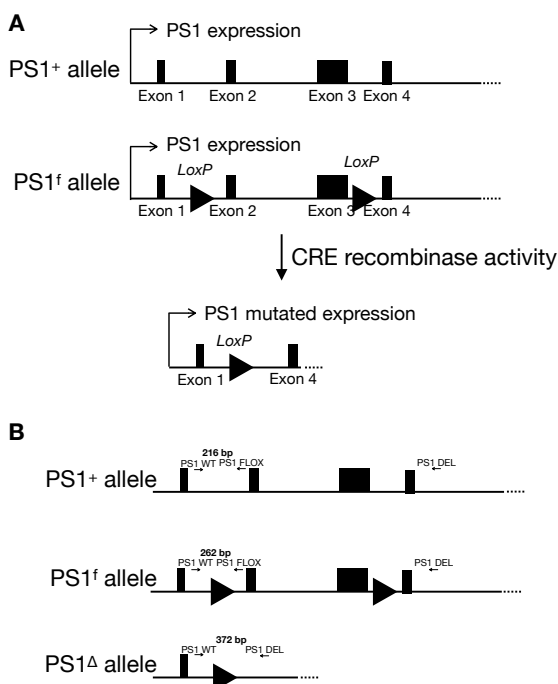 A
PS1+ allele
PS1 expression
Exon 1 Exon 2 Exon 3 Exon 4
PS1f allele
PS1 expression
LoxP LoxP
Exon 1 Exon 2 Exon 3 Exon 4
CRE recombinase activity
PS1 mutated expression
LoxP
Exon 1 Exon 4
B
PS1+ allele
216 bp
PS1 WT PS1 FLOX PS1 DEL
PS1f allele
262 bp
PS1 WT PS1 FLOX PS1 DEL
PS1Δ allele
372 bp
PS1 WT PS1 DEL